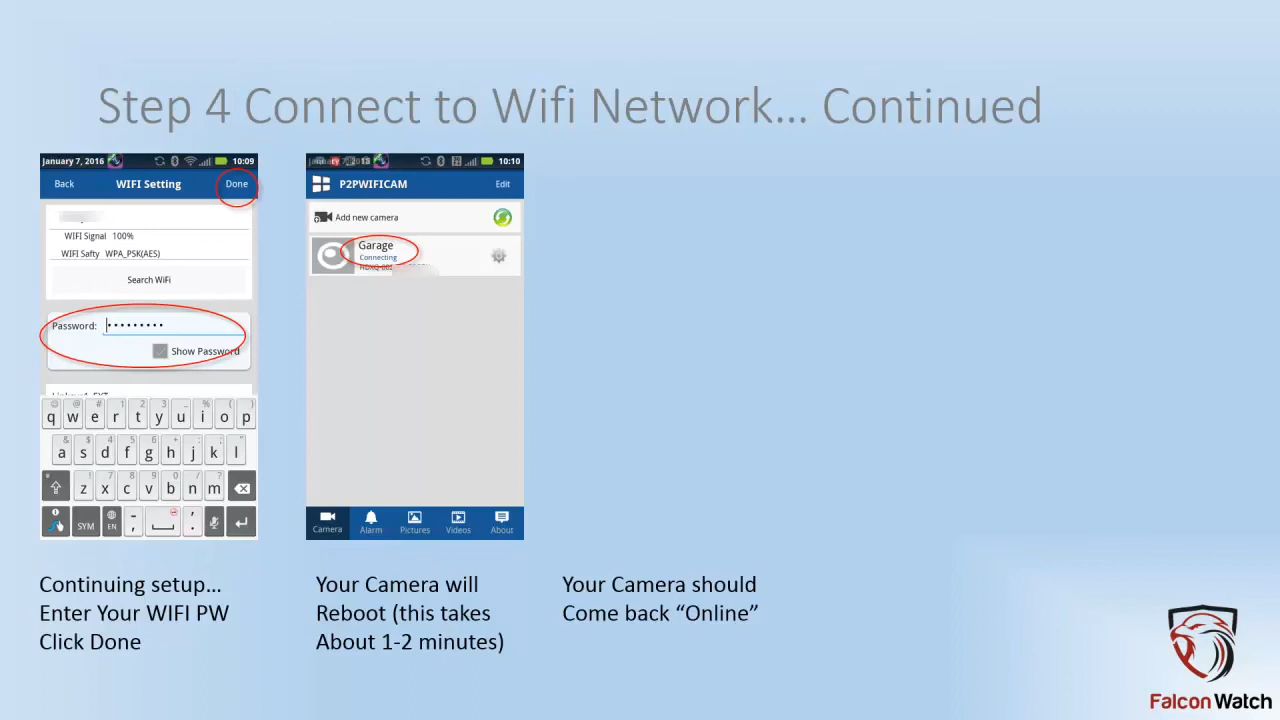 Step 4 Connect to Wifi Network... Continued
January 7, 2016 10:09
Back WIFI Setting Done
WIFI Signal 100%
WIFI Safty WPA_PSK(AES)
Search WiFi
Password: •••••••••
Show Password
q w e r t y u i o p
a s d f g h j k l
z x c v b n m
SYM EN
10:10
P2PWIFICAM Edit
Add new camera
Garage
Connecting
Camera Alarm Pictures Videos About
Continuing setup…
Enter Your WIFI PW
Click Done
Your Camera will
Reboot (this takes
About 1-2 minutes)
Your Camera should
Come back “Online”
Falcon Watch